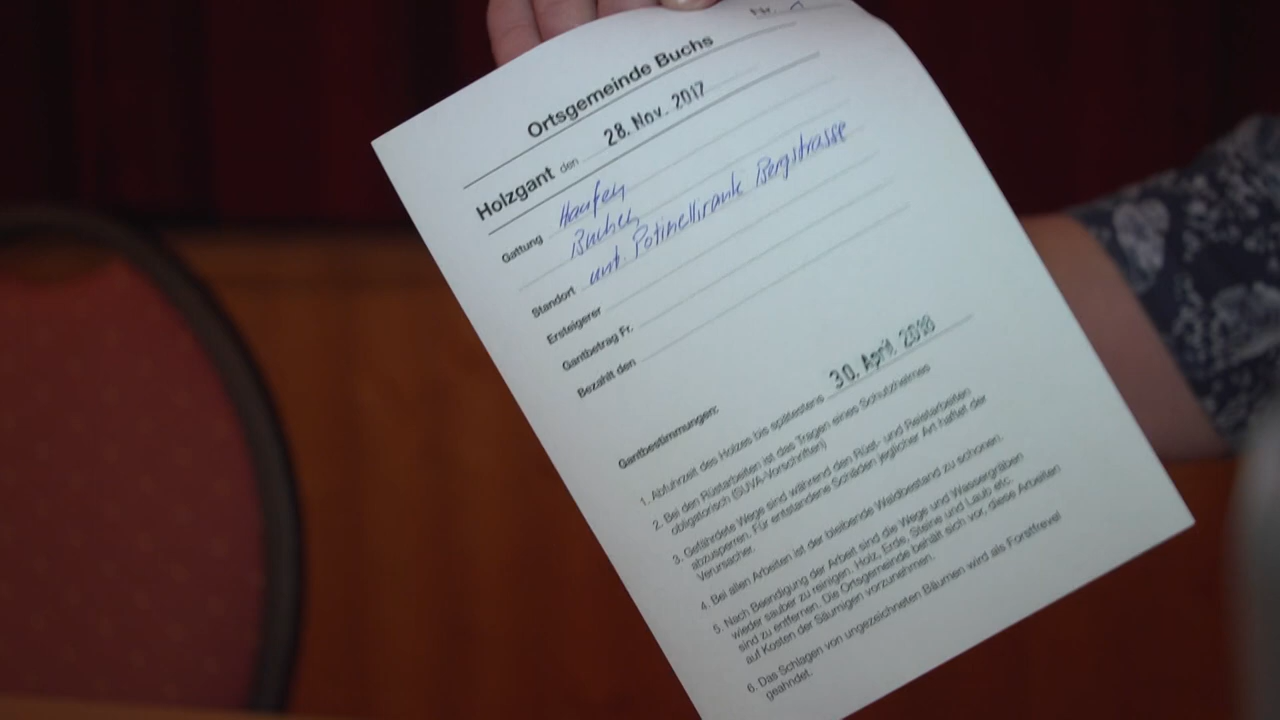 Nr.
Ortsgemeinde Buchs
Holzgant den 28. Nov. 2017
Gattung Haufen
Buchen
Standort unt. Potinellirank Bergstrasse
Ersteigerer
Gantbetrag Fr.
Bezahlt den
Gantbestimmungen:
1. Abfuhrzeit des Holzes bis spätestens 30. April 2018
2. Bei den Rüstarbeiten ist das Tragen eines Schutzhelmes
obligatorisch (SUVA-Vorschriften)
3. Gefährdete Wege sind während den Rüst- und Reistarbeiten
abzusperren. Für entstandene Schäden jeglicher Art haftet der
Verursacher.
4. Bei allen Arbeiten ist der bleibende Waldbestand zu schonen.
5. Nach Beendigung der Arbeit sind die Wege und Wassergräben
wieder sauber zu reinigen. Holz, Erde, Steine und Laub etc.
sind zu entfernen. Die Ortsgemeinde behält sich vor, diese Arbeiten
auf Kosten der Säumigen vorzunehmen.
6. Das Schlagen von ungezeichneten Bäumen wird als Forstfrevel
geahndet.